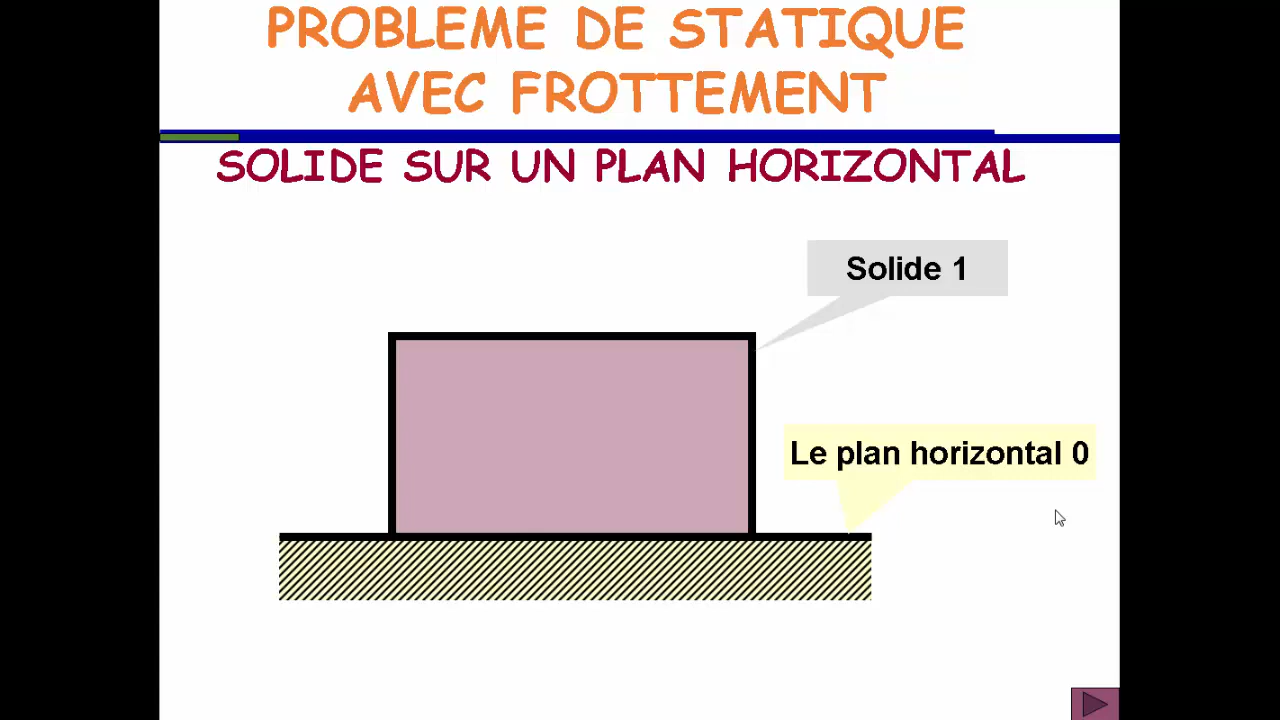 PROBLEME DE STATIQUE
AVEC FROTTEMENT
SOLIDE SUR UN PLAN HORIZONTAL
Solide 1
Le plan horizontal 0